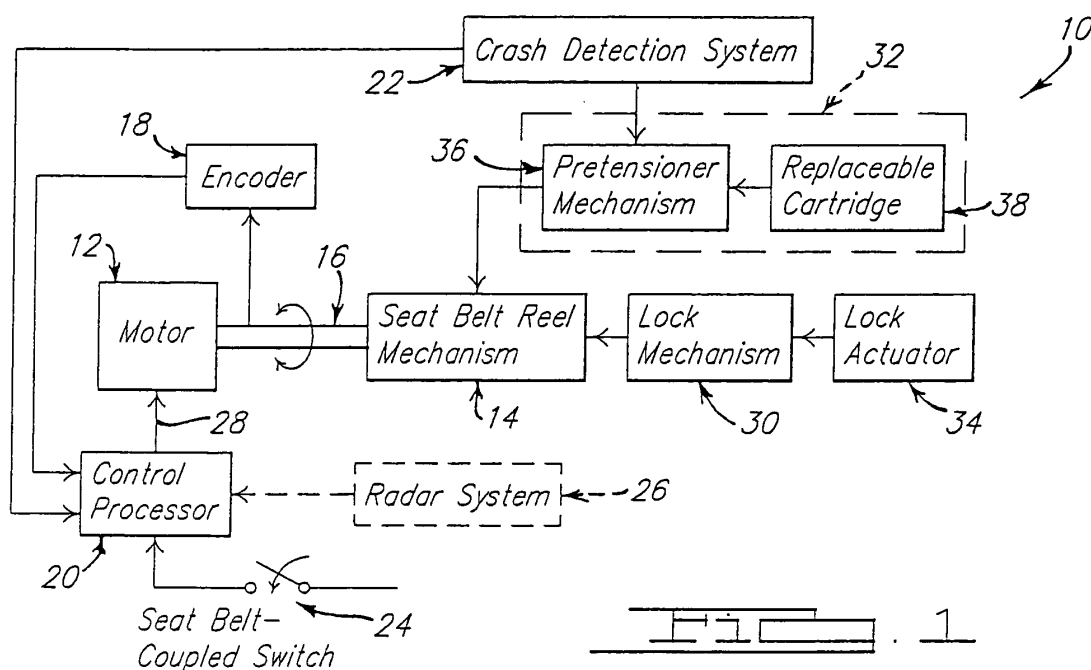 Crash Detection System
22
32
10
18
Encoder
36
Pretensioner
Mechanism
Replaceable
Cartridge
38
12
Motor
16
Seat Belt Reel
Mechanism
14
Lock
Mechanism
30
Lock
Actuator
34
28
Control
Processor
20
Radar System
26
24
Seat Belt-
Coupled Switch
Fig. 1